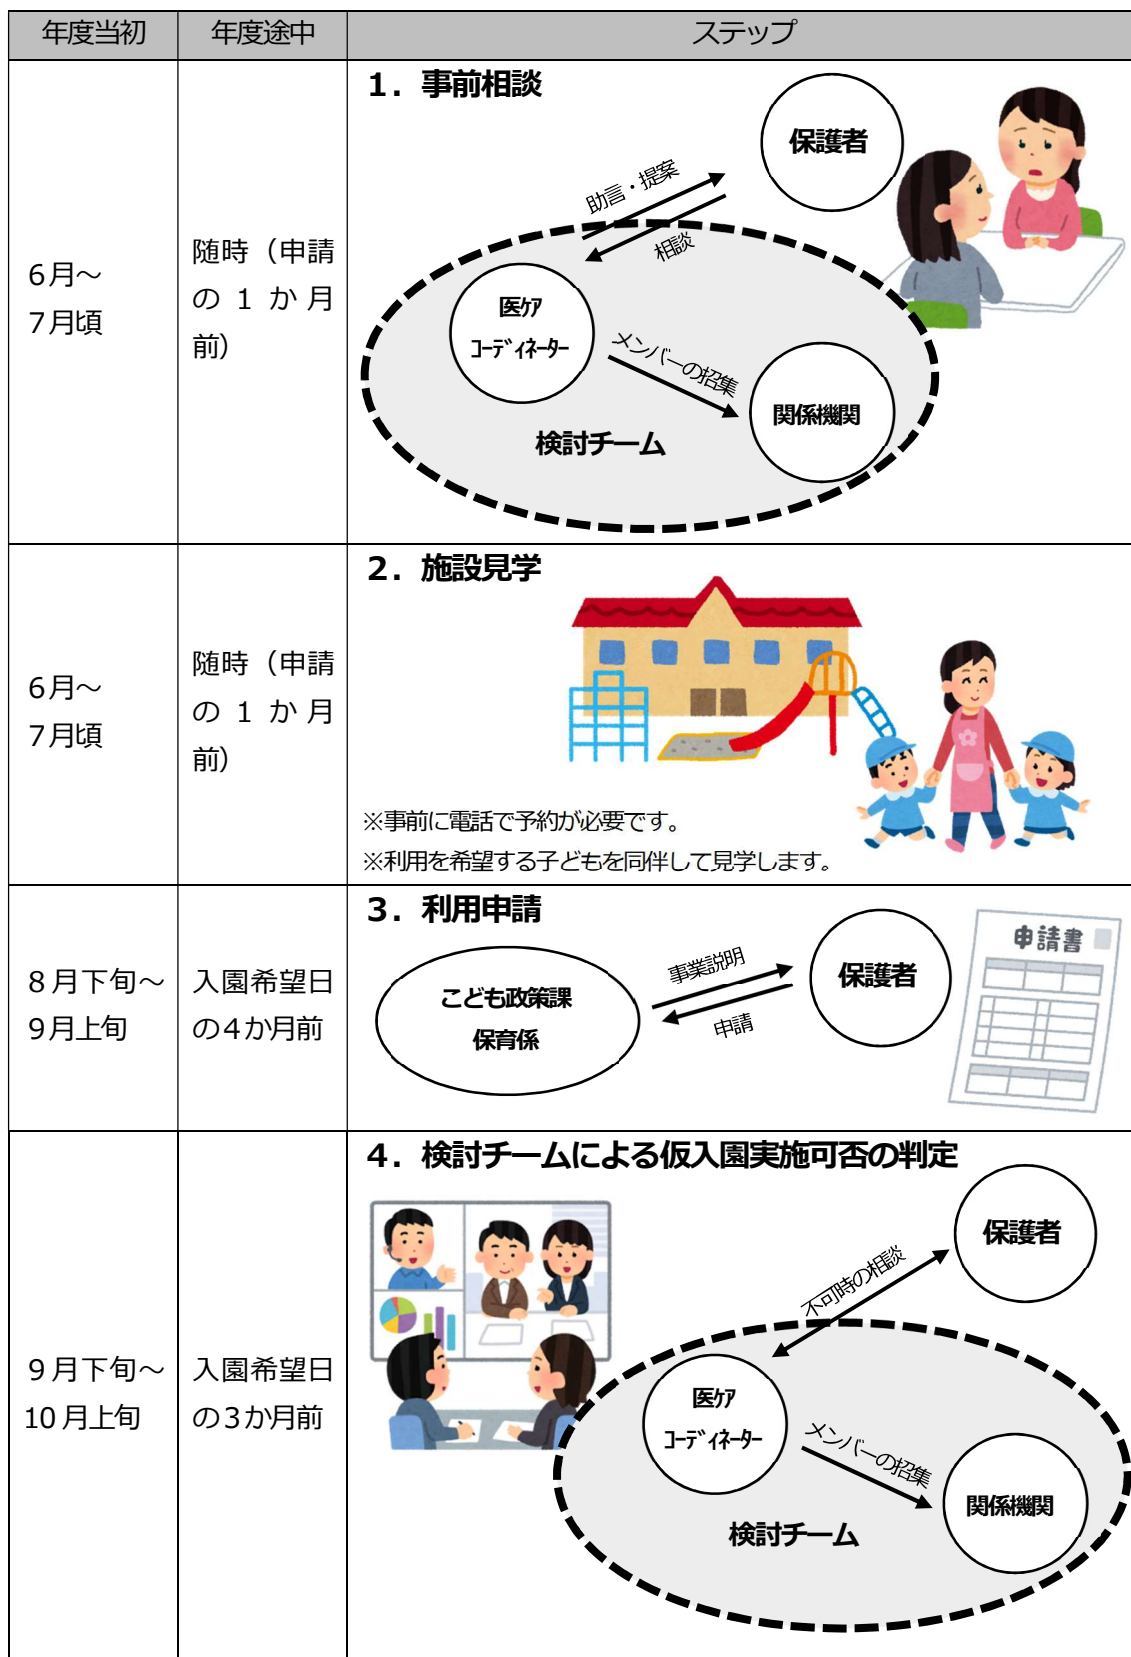 年度当初 年度途中 ステップ
6月～
7月頃
随時（申請
の1か月
前）
1．事前相談
保護者
助言・提案
相談
医ケア
コーディネーター
メンバーの招集
関係機関
検討チーム
6月～
7月頃
随時（申請
の1か月
前）
2．施設見学
※事前に電話で予約が必要です。
※利用を希望する子どもを同伴して見学します。
8月下旬～
9月上旬
入園希望日
の4か月前
3．利用申請
こども政策課
保育係
事業説明
申請
保護者
申請書
9月下旬～
10月上旬
入園希望日
の3か月前
4．検討チームによる仮入園実施可否の判定
保護者
不可時の相談
医ケア
コーディネーター
メンバーの招集
関係機関
検討チーム